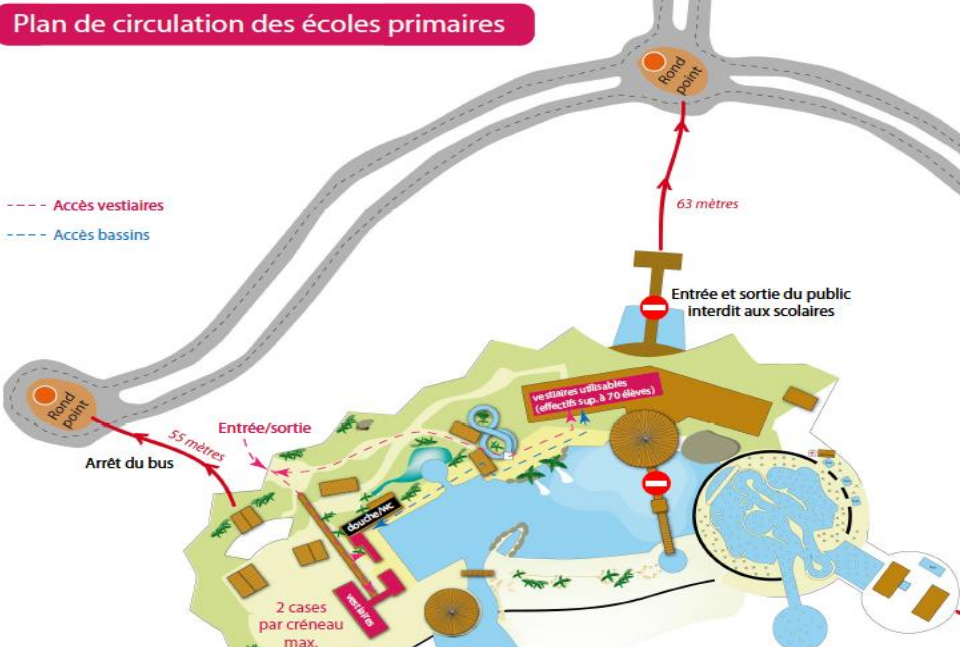 Plan de circulation des écoles primaires
Rond
point
Accès vestiaires
Accès bassins
63 mètres
Entrée et sortie du public
interdit aux scolaires
vestiaires utilisables
(effectifs sup. à 70 élèves)
Rond
point
Entrée/sortie
55 mètres
Arrêt du bus
douche/wc
vestiaires
2 cases
par créneau
max.